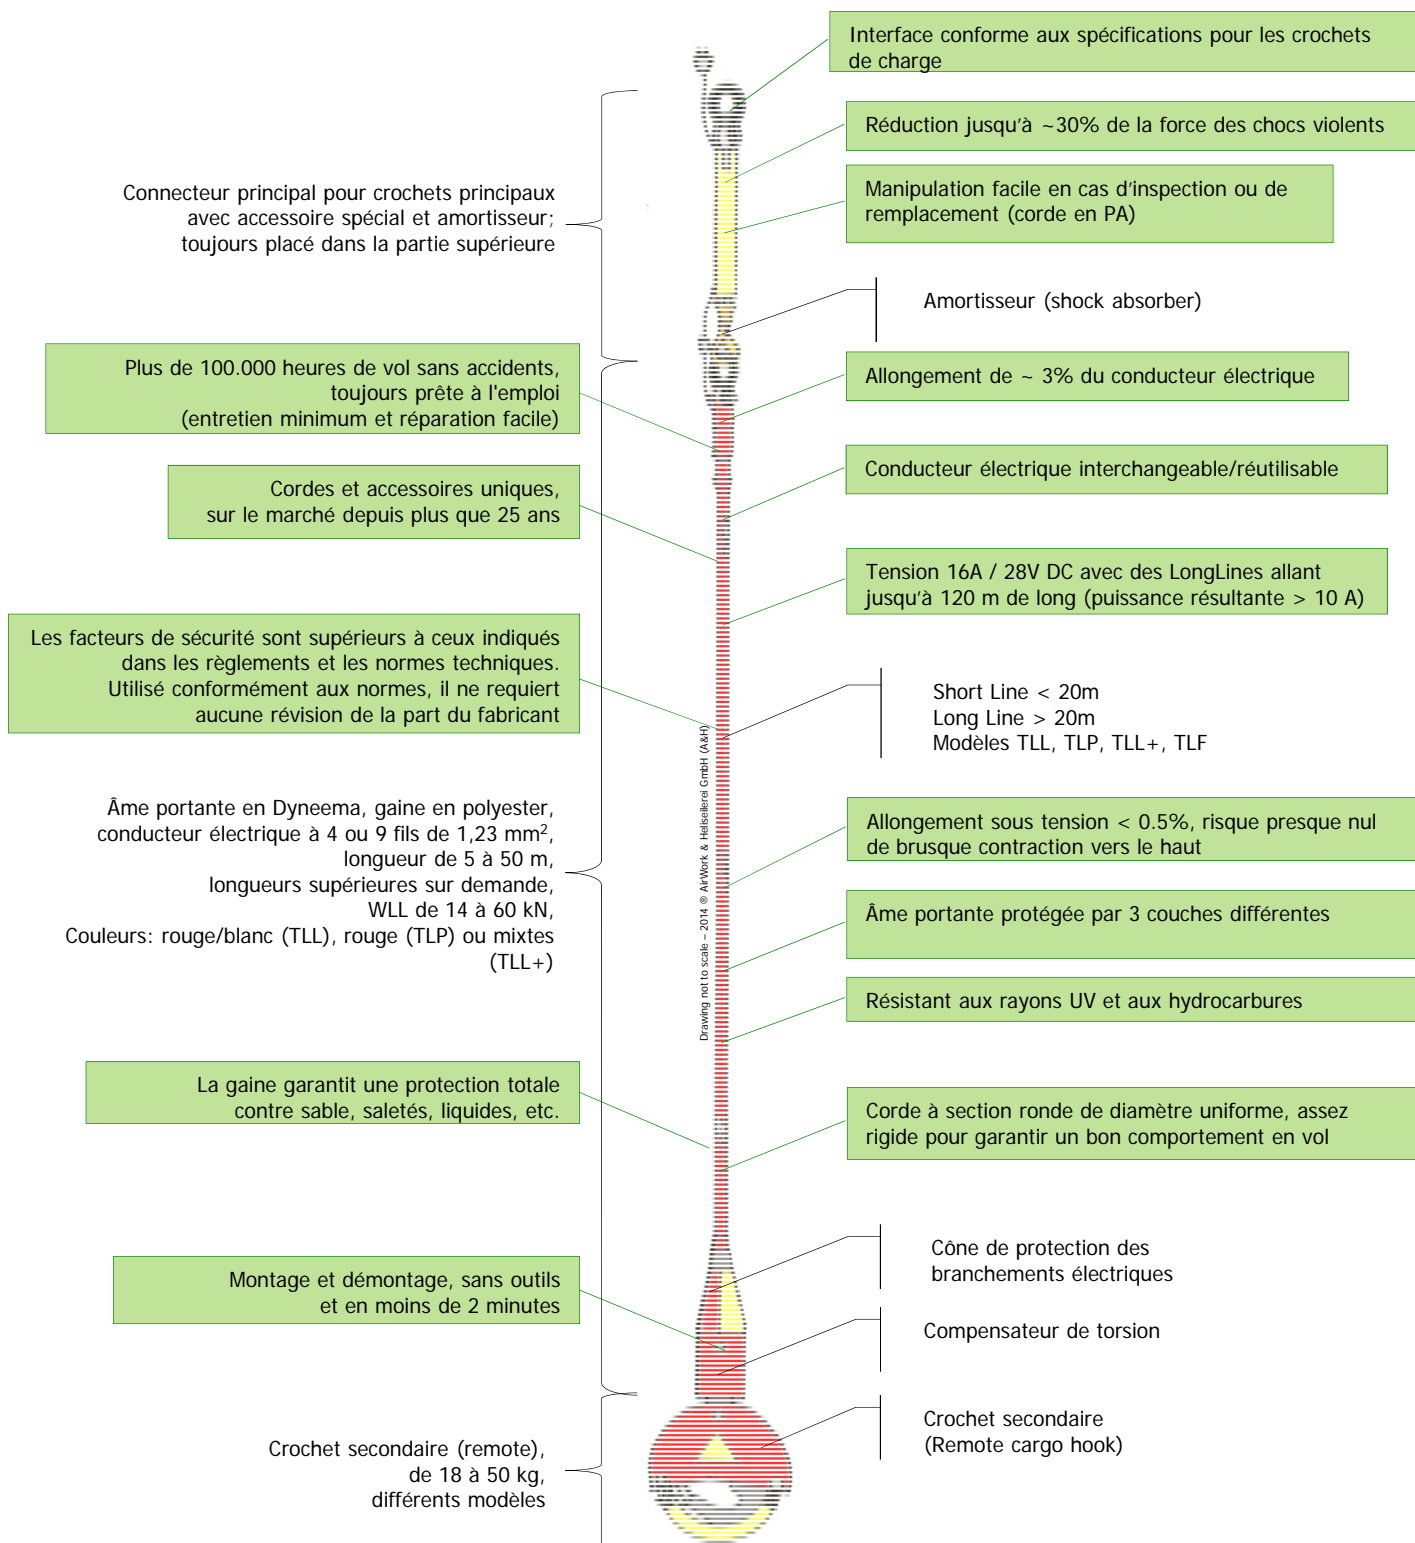 Interface conforme aux spécifications pour les crochets
de charge
Réduction jusqu'à ~30% de la force des chocs violents
Connecteur principal pour crochets principaux
avec accessoire spécial et amortisseur;
toujours placé dans la partie supérieure
Manipulation facile en cas d'inspection ou de
remplacement (corde en PA)
Amortisseur (shock absorber)
Plus de 100.000 heures de vol sans accidents,
toujours prête à l'emploi
(entretien minimum et réparation facile)
Allongement de ~ 3% du conducteur électrique
Cordes et accessoires uniques,
sur le marché depuis plus que 25 ans
Conducteur électrique interchangeable/réutilisable
Tension 16A / 28V DC avec des LongLines allant
jusqu'à 120 m de long (puissance résultante > 10 A)
Les facteurs de sécurité sont supérieurs à ceux indiqués
dans les règlements et les normes techniques.
Utilisé conformément aux normes, il ne requiert
aucune révision de la part du fabricant
Short Line < 20m
Long Line > 20m
Modèles TLL, TLP, TLL+, TLF
Drawing not to scale – 2014 ® AirWork & Heliseilerei GmbH (A&H)
Âme portante en Dyneema, gaine en polyester,
conducteur électrique à 4 ou 9 fils de 1,23 mm²,
longueur de 5 à 50 m,
longueurs supérieures sur demande,
WLL de 14 à 60 kN,
Couleurs: rouge/blanc (TLL), rouge (TLP) ou mixtes
(TLL+)
Allongement sous tension < 0.5%, risque presque nul
de brusque contraction vers le haut
Âme portante protégée par 3 couches différentes
Résistant aux rayons UV et aux hydrocarbures
La gaine garantit une protection totale
contre sable, saletés, liquides, etc.
Corde à section ronde de diamètre uniforme, assez
rigide pour garantir un bon comportement en vol
Cône de protection des
branchements électriques
Montage et démontage, sans outils
et en moins de 2 minutes
Compensateur de torsion
Crochet secondaire
(Remote cargo hook)
Crochet secondaire (remote),
de 18 à 50 kg,
différents modèles